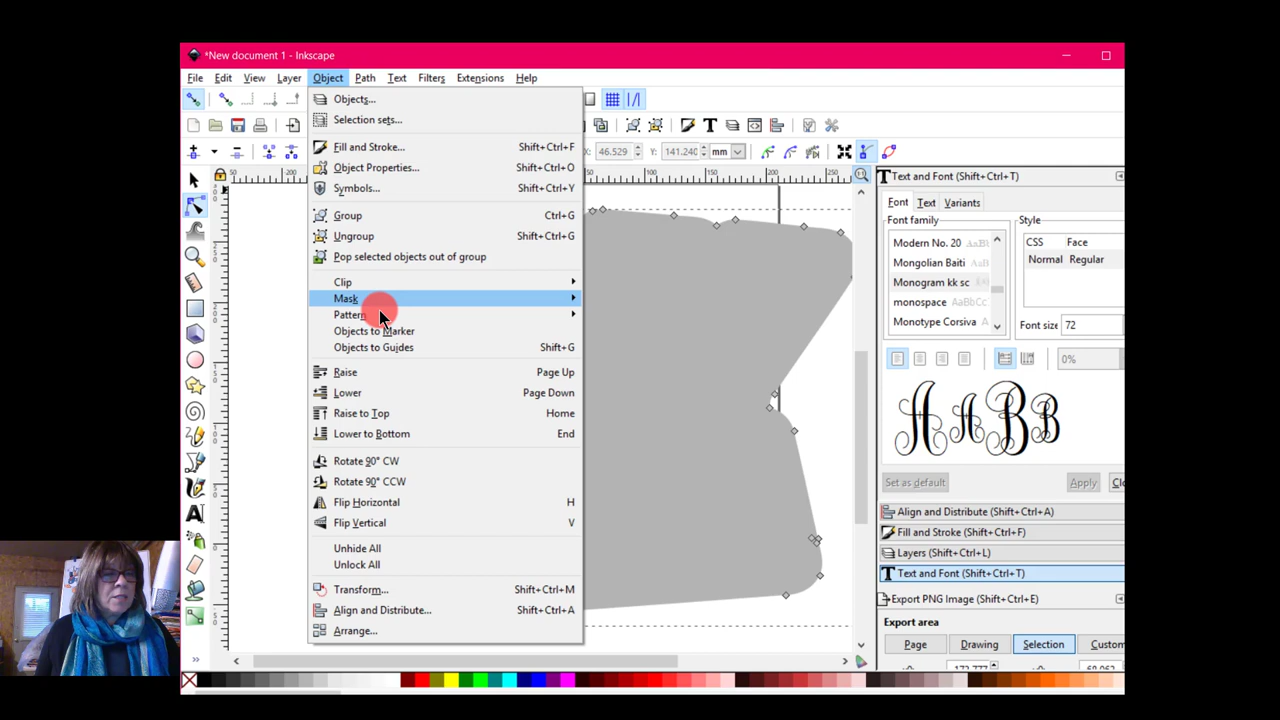 *New document 1 - Inkscape
File Edit View Layer Object Path Text Filters Extensions Help
X: 46.529 Y: 141.240 mm
Objects...
Selection sets...
Fill and Stroke... Shift+Ctrl+F
Object Properties... Shift+Ctrl+O
Symbols... Shift+Ctrl+Y
Group Ctrl+G
Ungroup Shift+Ctrl+G
Pop selected objects out of group
Clip
Mask
Pattern
Objects to Marker
Objects to Guides Shift+G
Raise Page Up
Lower Page Down
Raise to Top Home
Lower to Bottom End
Rotate 90° CW
Rotate 90° CCW
Flip Horizontal H
Flip Vertical V
Unhide All
Unlock All
Transform... Shift+Ctrl+M
Align and Distribute... Shift+Ctrl+A
Arrange...
Text and Font (Shift+Ctrl+T)
Font Text Variants
Font family Style
Modern No. 20 AaBb
Mongolian Baiti AaBb
Monogram kk sc
monospace AaBbCc
Monotype Corsiva
CSS Face
Normal Regular
Font size 72
0%
AABB
Set as default Apply
Align and Distribute (Shift+Ctrl+A)
Fill and Stroke (Shift+Ctrl+F)
Layers (Shift+Ctrl+L)
Text and Font (Shift+Ctrl+T)
Export PNG Image (Shift+Ctrl+E)
Export area
Page Drawing Selection Custom